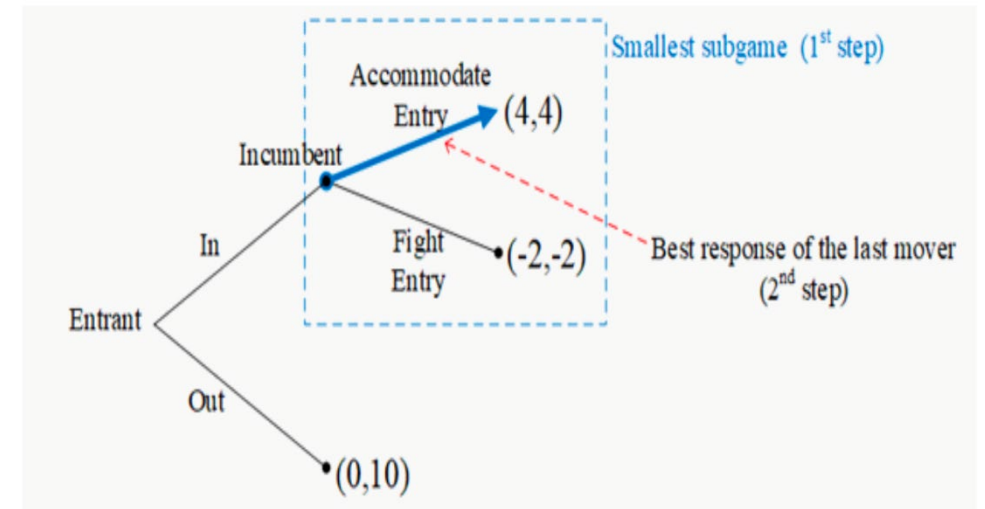 Smallest subgame (1st step)
Accommodate
Entry
(4,4)
Incumbent
In
Fight
Entry
(-2,-2)
Best response of the last mover
(2nd step)
Entrant
Out
(0,10)